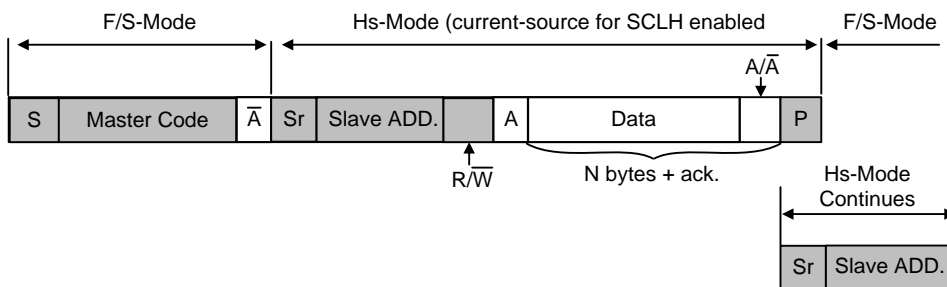 F/S-Mode Hs-Mode (current-source for SCLH enabled F/S-Mode
A/A̅
S Master Code A̅ Sr Slave ADD. A Data P
R/W̅ N bytes + ack.
Hs-Mode
Continues
Sr Slave ADD.